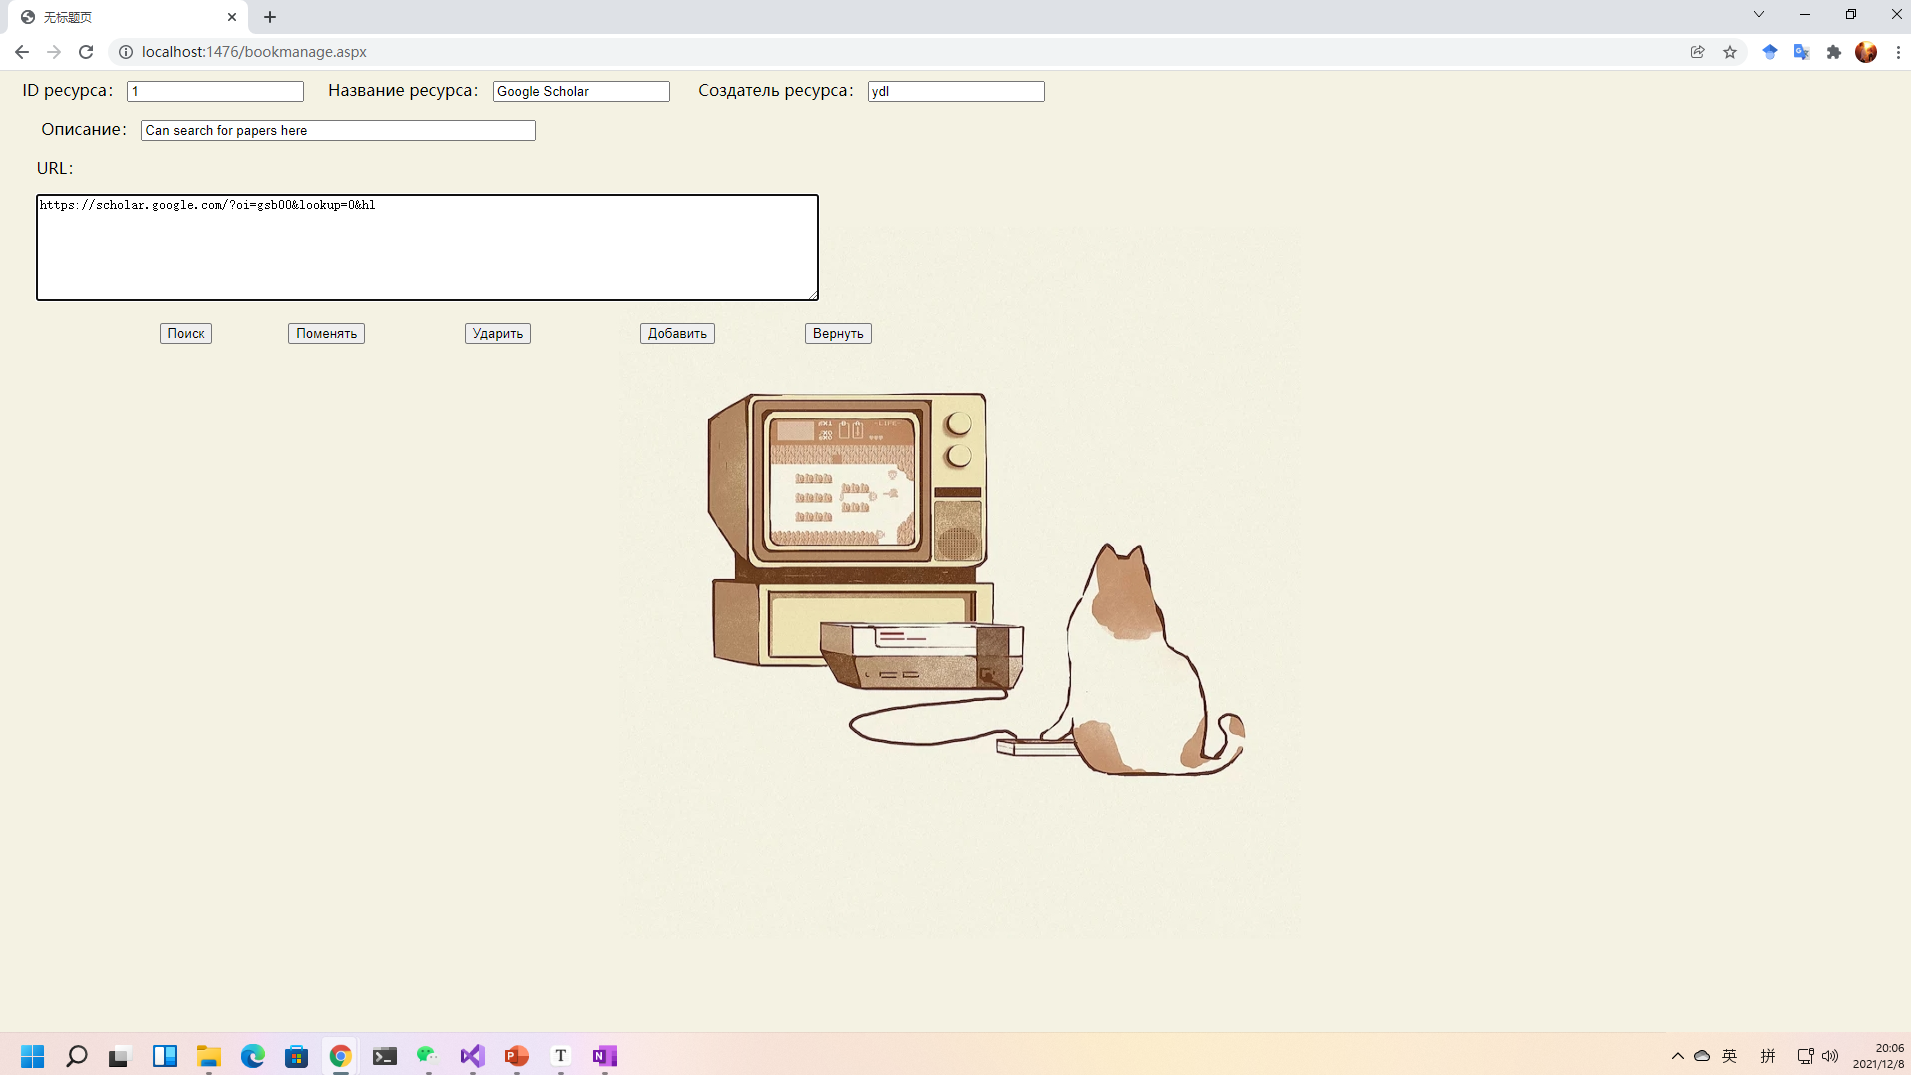 无标题页
localhost:1476/bookmanage.aspx
ID ресурса: 1 Название ресурса: Google Scholar Создатель ресурса: ydl
Описание: Can search for papers here
URL:
https://scholar.google.com/?oi=gsb00&lookup=0&hl
Поиск Поменять Ударить Добавить Вернуть
-LIFE-
英 拼 20:06
2021/12/8